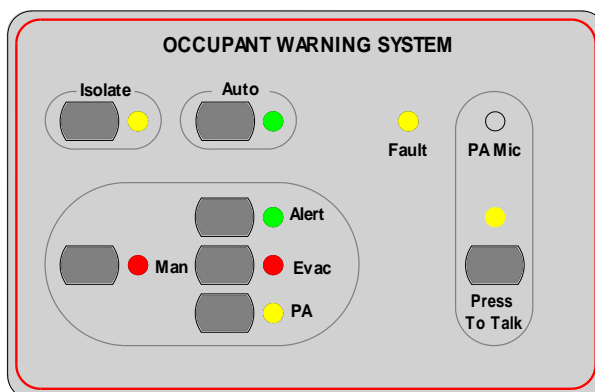 OCCUPANT WARNING SYSTEM
Isolate
Auto
Fault
PA Mic
Alert
Man
Evac
PA
Press
To Talk